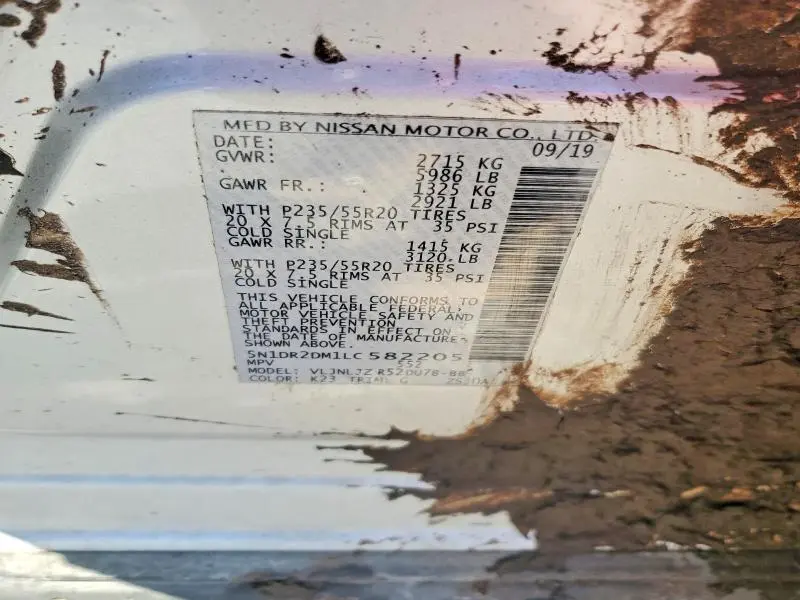 MFD BY NISSAN MOTOR CO., LTD
DATE: 09/19
GVWR: 2715 KG
5986 LB
GAWR FR.: 1325 KG
2921 LB
WITH P235/55R20 TIRES
20 X 7.5 RIMS AT 35 PSI
COLD SINGLE
GAWR RR.: 1415 KG
3120 LB
WITH P235/55R20 TIRES
20 X 7.5 RIMS AT 35 PSI
COLD SINGLE
THIS VEHICLE CONFORMS TO
ALL APPLICABLE FEDERAL
MOTOR VEHICLE SAFETY AND
THEFT PREVENTION
STANDARDS IN EFFECT ON
THE DATE OF MANUFACTURE
SHOWN ABOVE.
5N1DR2DM1LC582205
MPV
MODEL: VLJNLJZ
COLOR: K23 TRIM: G